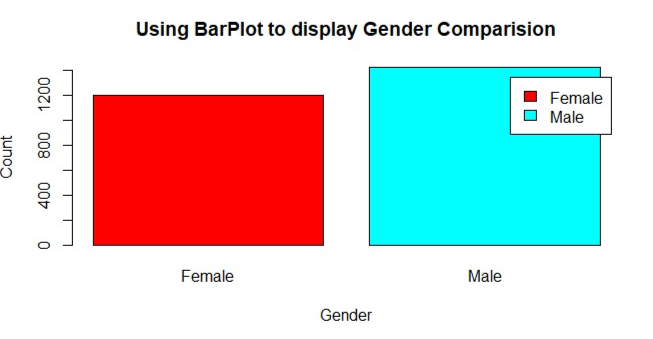 Using BarPlot to display Gender Comparision
Count
1200
800
400
0
Female
Male
Female
Male
Gender